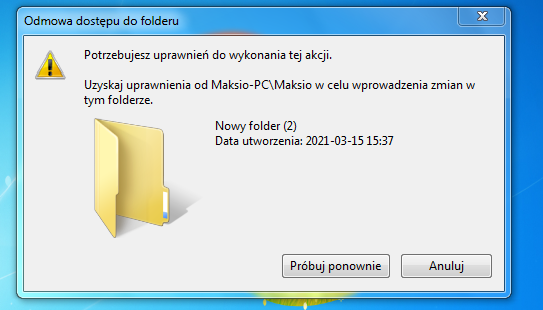 Odmowa dostępu do folderu
Potrzebujesz uprawnień do wykonania tej akcji.
Uzyskaj uprawnienia od Maksio-PC\Maksio w celu wprowadzenia zmian w
tym folderze.
Nowy folder (2)
Data utworzenia: 2021-03-15 15:37
Próbuj ponownie
Anuluj